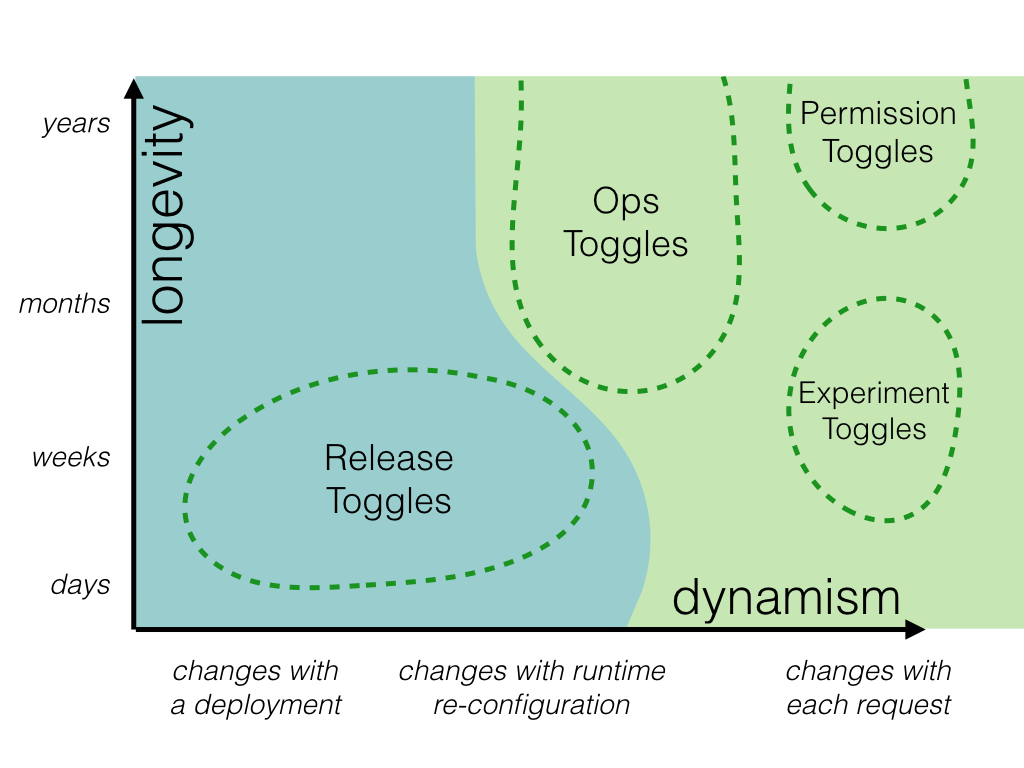 years
months
weeks
days
longevity
Ops
Toggles
Permission
Toggles
Experiment
Toggles
Release
Toggles
dynamism
changes with
a deployment
changes with runtime
re-configuration
changes with
each request